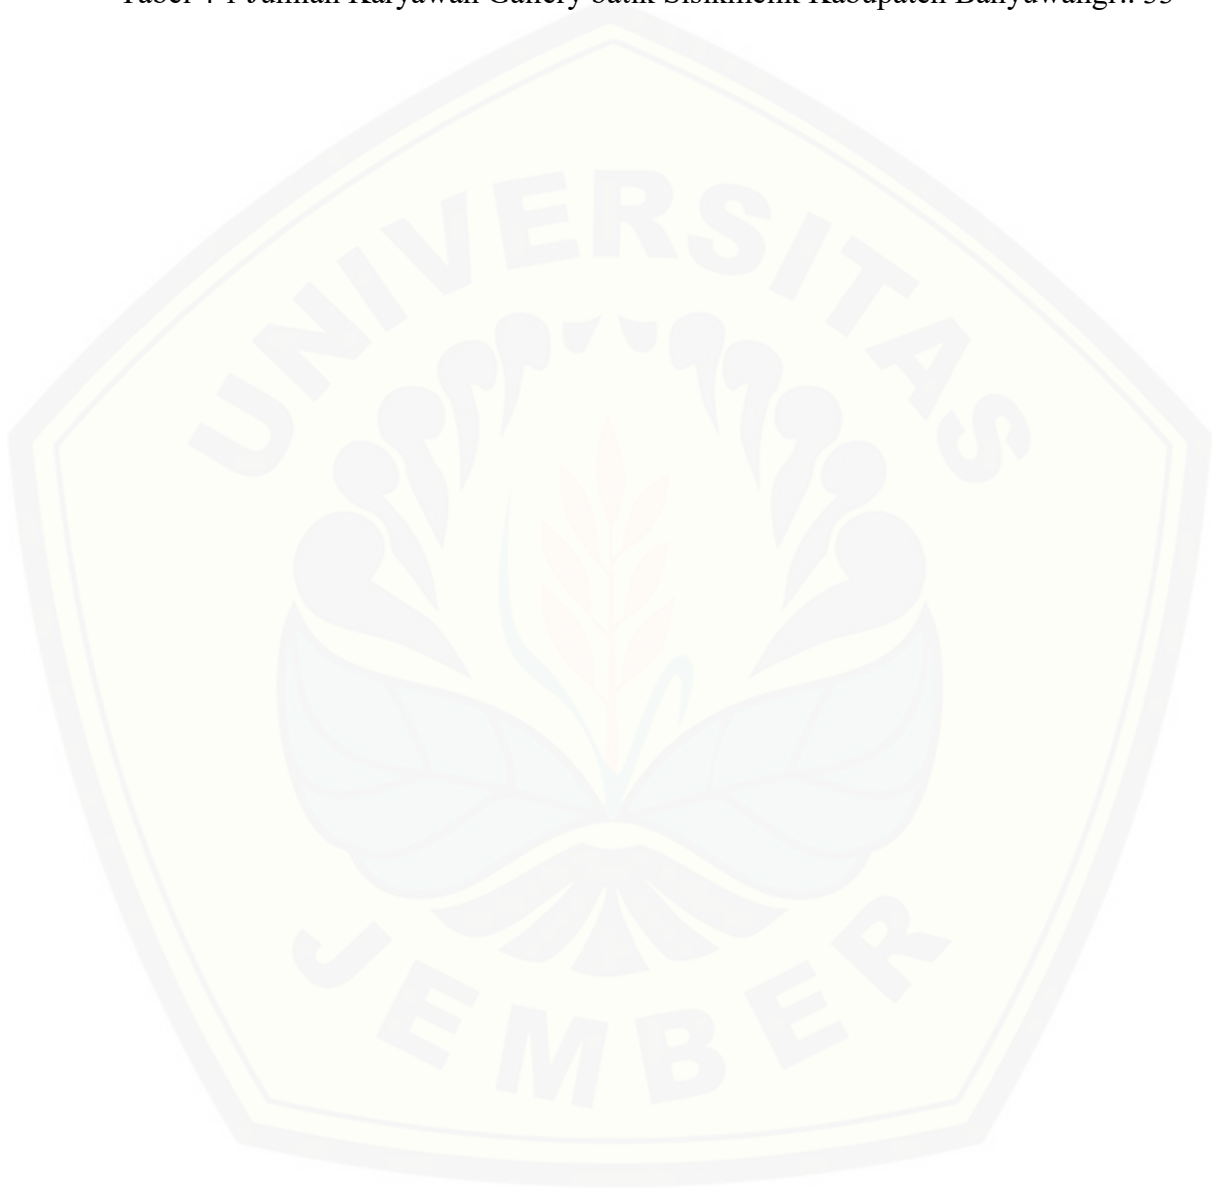 Tabel 4 1 Jumlah Karyawan Gallery batik Sisikmelik Kabupaten Banyuwangi.. 35
UNIVERSITAS
JEMBER